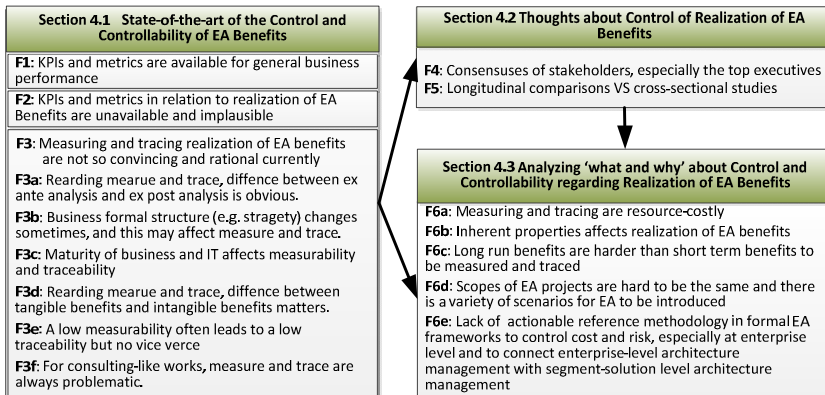 Section 4.1 State-of-the-art of the Control and
Controllability of EA Benefits
F1: KPIs and metrics are available for general business
performance
F2: KPIs and metrics in relation to realization of EA
Benefits are unavailable and implausible
F3: Measuring and tracing realization of EA benefits
are not so convincing and rational currently
F3a: Rearding mearue and trace, diffence between ex
ante analysis and ex post analysis is obvious.
F3b: Business formal structure (e.g. stragety) changes
sometimes, and this may affect measure and trace.
F3c: Maturity of business and IT affects measurability
and traceability
F3d: Rearding mearue and trace, diffence between
tangible benefits and intangible benefits matters.
F3e: A low measurability often leads to a low
traceability but no vice verce
F3f: For consulting-like works, measure and trace are
always problematic.
Section 4.2 Thoughts about Control of Realization of EA
Benefits
F4: Consensuses of stakeholders, especially the top executives
F5: Longitudinal comparisons VS cross-sectional studies
Section 4.3 Analyzing ‘what and why’ about Control and
Controllability regarding Realization of EA Benefits
F6a: Measuring and tracing are resource-costly
F6b: Inherent properties affects realization of EA benefits
F6c: Long run benefits are harder than short term benefits to
be measured and traced
F6d: Scopes of EA projects are hard to be the same and there
is a variety of scenarios for EA to be introduced
F6e: Lack of actionable reference methodology in formal EA
frameworks to control cost and risk, especially at enterprise
level and to connect enterprise-level architecture
management with segment-solution level architecture
management